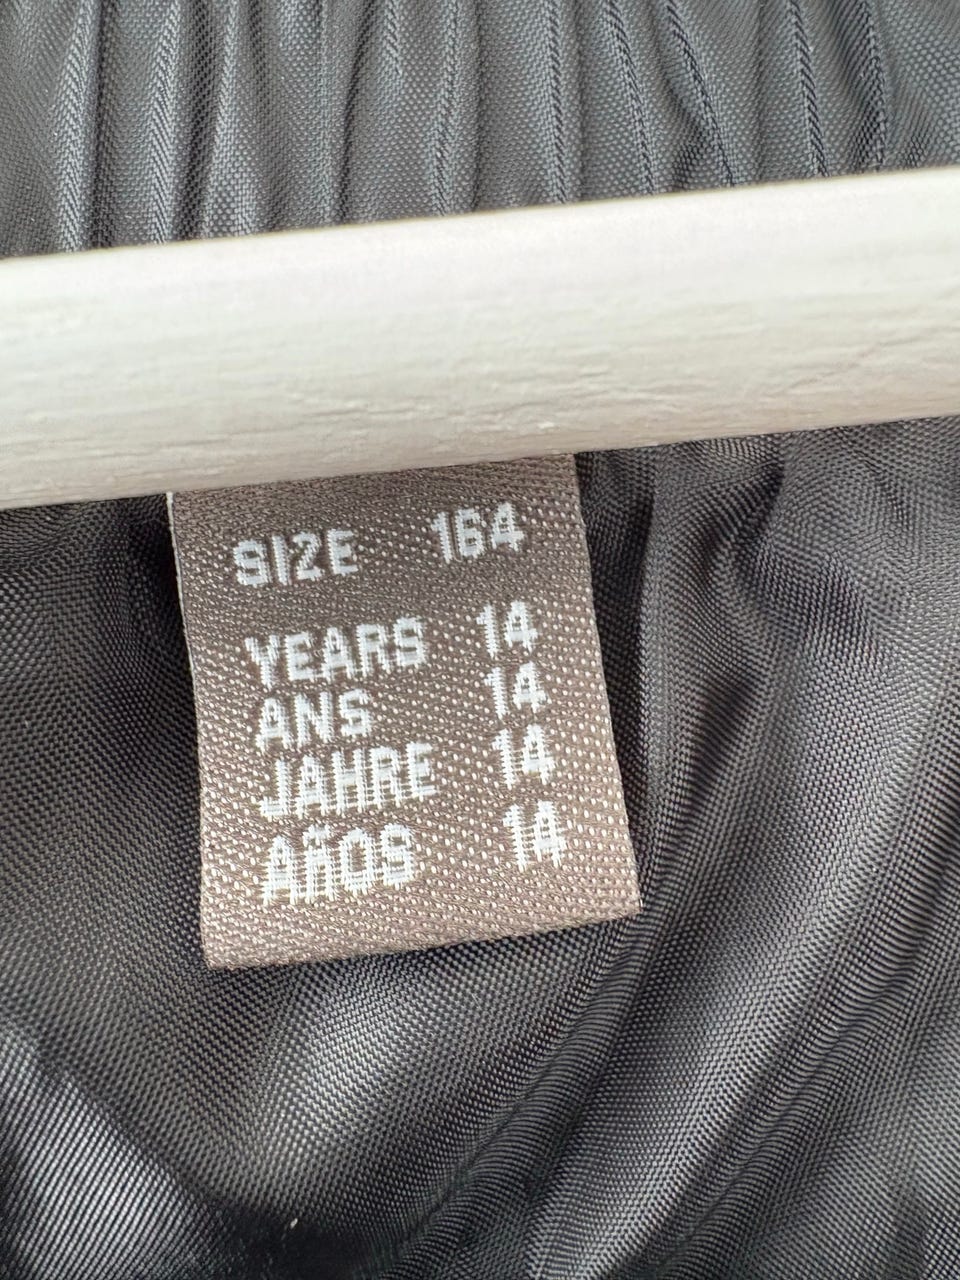 SIZE 164
YEARS 14
ANS 14
JAHRE 14
AÑOS 14